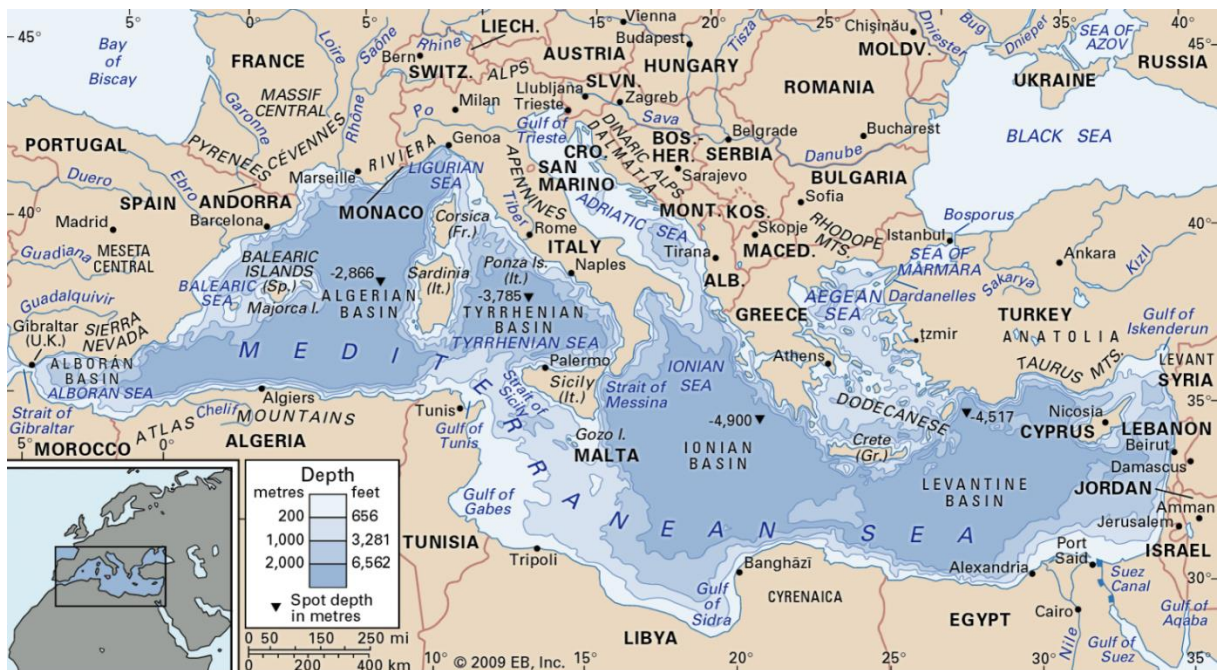 5°
0°
5°
10°
15°
20°
25°
30°
35°
40°
45°
Bay
of
Biscay
Loire
Saône
Rhine
LIECH.
Vienna
Budapest
Tisza
Chişinău
Dniester
Bug
Dnieper
SEA OF
AZOV
45°
RUSSIA
FRANCE
Bern
SWITZ.
ALPS
AUSTRIA
HUNGARY
MOLDV.
UKRAINE
MASSIF
CENTRAL
Garonne
CÉVENNES
Rhône
Po
Milan
Llubljana
Trieste
SLVN.
Zagreb
Sava
ROMANIA
PORTUGAL
PYRENEES
RIVIERA
Genoa
Gulf of
Trieste
CRO.
DINARIC ALPS
DALMATIA
BOS.-
HER.
SERBIA
Belgrade
Bucharest
Danube
BLACK SEA
Duero
Ebro
ANDORRA
Marseille
LIGURIAN
SEA
APENNINES
SAN
MARINO
Sarajevo
BULGARIA
Sofia
40°
SPAIN
Madrid
Barcelona
MONACO
Corsica
(Fr.)
Tiber
Rome
ITALY
ADRIATIC SEA
MONT.
KOS.
Skopje
MACED.
RHODOPE
MTS.
Bosporus
Istanbul
40°
Guadiana
MESETA
CENTRAL
BALEARIC
ISLANDS
(Sp.)
BALEARIC
SEA
Majorca I.
-2,866
ALGERIAN
BASIN
Sardinia
(It.)
Ponza Is.
(It.)
Naples
-3,785
TYRRHENIAN
BASIN
TYRRHENIAN SEA
Tirana
ALB.
SEA OF
MARMARA
Dardanelles
Ankara
Sakarya
Kızıl
Guadalquivir
Gibraltar
(U.K.)
SIERRA
NEVADA
ALBORÁN
BASIN
ALBORAN SEA
GREECE
AEGEAN
SEA
ţzmir
TURKEY
ANATOLIA
Gulf of
Iskenderun
MEDITERRANEAN SEA
Palermo
Sicily
(It.)
Strait of
Sicily
Strait of
Messina
IONIAN
SEA
Athens
TAURUS MTS.
LEVANT
SYRIA
Strait of
Gibraltar
Algiers
Chelif
ATLAS MOUNTAINS
Tunis
Gulf of
Tunis
Gozo I.
MALTA
-4,900
IONIAN
BASIN
DODECANESE
Crete
(Gr.)
-4,517
Nicosia
CYPRUS
35°
LEBANON
Beirut
Damascus
5°
MOROCCO
0°
ALGERIA
LEVANTINE
BASIN
JORDAN
Amman
Jerusalem
ISRAEL
Gulf of
Gabes
TUNISIA
Tripoli
Gulf
of
Sidra
Banghāzī
CYRENAICA
Alexandria
Port
Said
Suez
Canal
30°
LIBYA
EGYPT
Cairo
Nile
Gulf of
Suez
Gulf of
Aqaba
Depth
metres feet
200 656
1,000 3,281
2,000 6,562
Spot depth
in metres
0 50 150 250 mi
0 200 400 km
10°
© 2009 EB, Inc.
15°
20°
25°
30°
35°